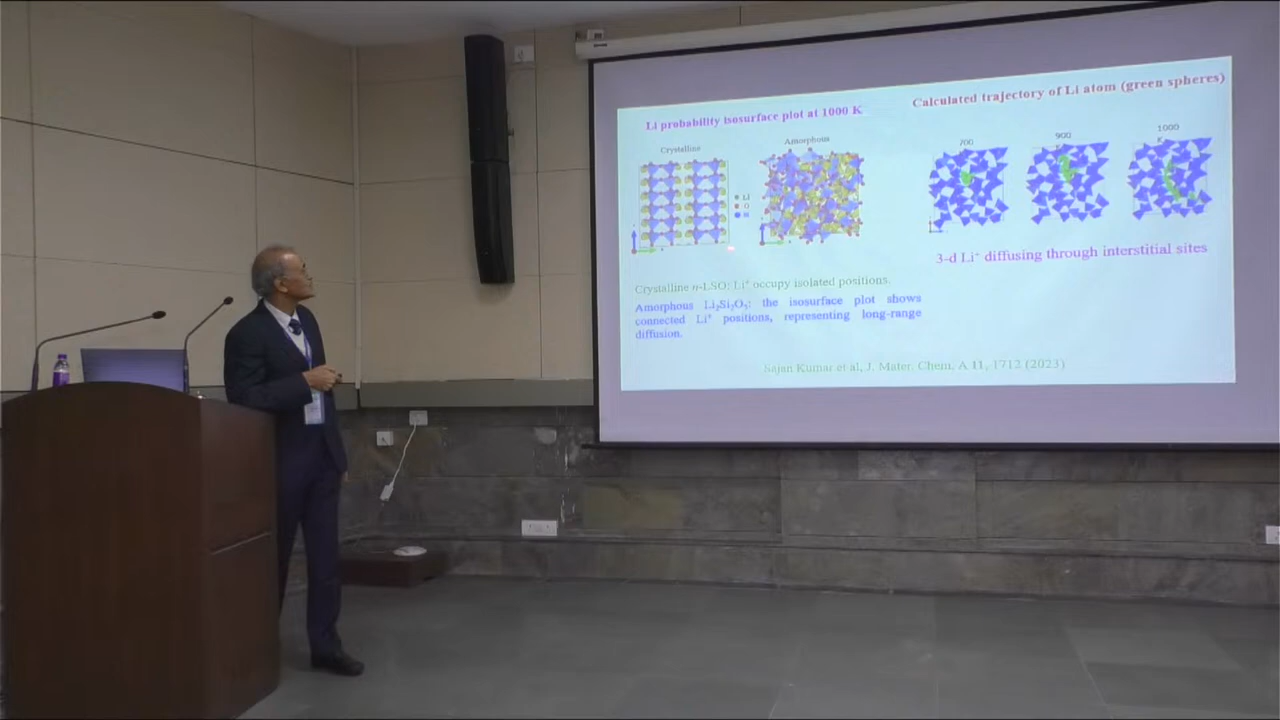 Li probability isosurface plot at 1000 K
Crystalline
Amorphous
Li
O
Si
Crystalline n-LSO: Li⁺ occupy isolated positions.
Amorphous Li₂Si₂O₅: the isosurface plot shows
connected Li⁺ positions, representing long-range
diffusion.
Calculated trajectory of Li atom (green spheres)
700
900
K
1000
K
3-d Li⁺ diffusing through interstitial sites
Sajan Kumar et al, J. Mater. Chem. A 11, 1712 (2023)